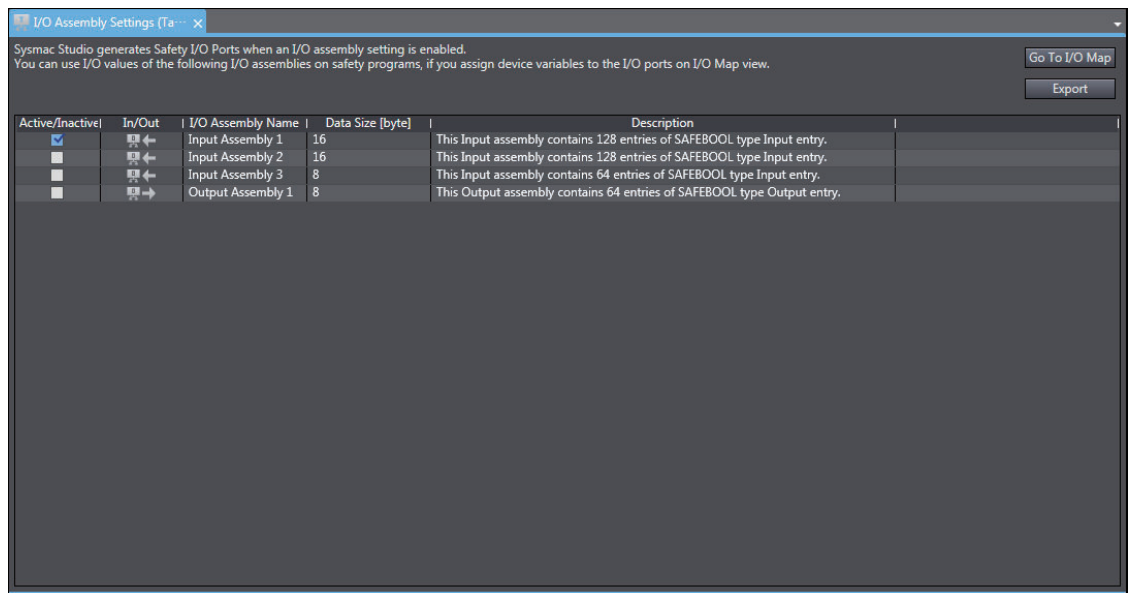 I/O Assembly Settings (Ta···
Sysmac Studio generates Safety I/O Ports when an I/O assembly setting is enabled.
You can use I/O values of the following I/O assemblies on safety programs, if you assign device variables to the I/O ports on I/O Map view.
Go To I/O Map
Export
Active/Inactive In/Out I/O Assembly Name Data Size [byte] Description
Input Assembly 1 16 This Input assembly contains 128 entries of SAFEBOOL type Input entry.
Input Assembly 2 16 This Input assembly contains 128 entries of SAFEBOOL type Input entry.
Input Assembly 3 8 This Input assembly contains 64 entries of SAFEBOOL type Input entry.
Output Assembly 1 8 This Output assembly contains 64 entries of SAFEBOOL type Output entry.